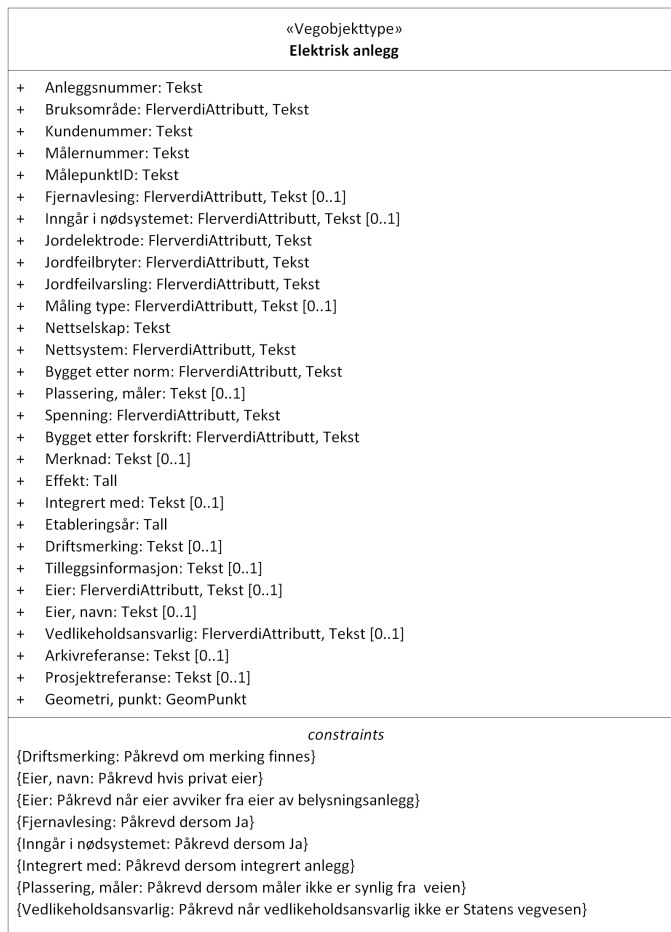 «Vegobjekttype»
Elektrisk anlegg
+ Anleggsnummer: Tekst
+ Bruksområde: FlerverdiAttributt, Tekst
+ Kundenummer: Tekst
+ Målernummer: Tekst
+ MålepunktID: Tekst
+ Fjernavlesing: FlerverdiAttributt, Tekst [0..1]
+ Inngår i nødsystemet: FlerverdiAttributt, Tekst [0..1]
+ Jordelektrode: FlerverdiAttributt, Tekst
+ Jordfeilbryter: FlerverdiAttributt, Tekst
+ Jordfeilvarsling: FlerverdiAttributt, Tekst
+ Måling type: FlerverdiAttributt, Tekst [0..1]
+ Nettselskap: Tekst
+ Nettsystem: FlerverdiAttributt, Tekst
+ Bygget etter norm: FlerverdiAttributt, Tekst
+ Plassering, måler: Tekst [0..1]
+ Spenning: FlerverdiAttributt, Tekst
+ Bygget etter forskrift: FlerverdiAttributt, Tekst
+ Merknad: Tekst [0..1]
+ Effekt: Tall
+ Integrert med: Tekst [0..1]
+ Etableringsår: Tall
+ Driftsmerking: Tekst [0..1]
+ Tilleggsinformasjon: Tekst [0..1]
+ Eier: FlerverdiAttributt, Tekst [0..1]
+ Eier, navn: Tekst [0..1]
+ Vedlikeholdsansvarlig: FlerverdiAttributt, Tekst [0..1]
+ Arkivreferanse: Tekst [0..1]
+ Prosjektreferanse: Tekst [0..1]
+ Geometri, punkt: GeomPunkt
constraints
{Driftsmerking: Påkrevd om merking finnes}
{Eier, navn: Påkrevd hvis privat eier}
{Eier: Påkrevd når eier avviker fra eier av belysningsanlegg}
{Fjernavlesing: Påkrevd dersom Ja}
{Inngår i nødsystemet: Påkrevd dersom Ja}
{Integrert med: Påkrevd dersom integrert anlegg}
{Plassering, måler: Påkrevd dersom måler ikke er synlig fra  veien}
{Vedlikeholdsansvarlig: Påkrevd når vedlikeholdsansvarlig ikke er Statens vegvesen}